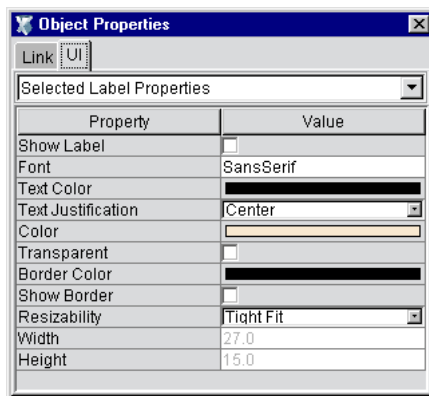 Object Properties
Link UI
Selected Label Properties
Property Value
Show Label
Font SansSerif
Text Color
Text Justification Center
Color
Transparent
Border Color
Show Border
Resizability Tight Fit
Width 27.0
Height 15.0